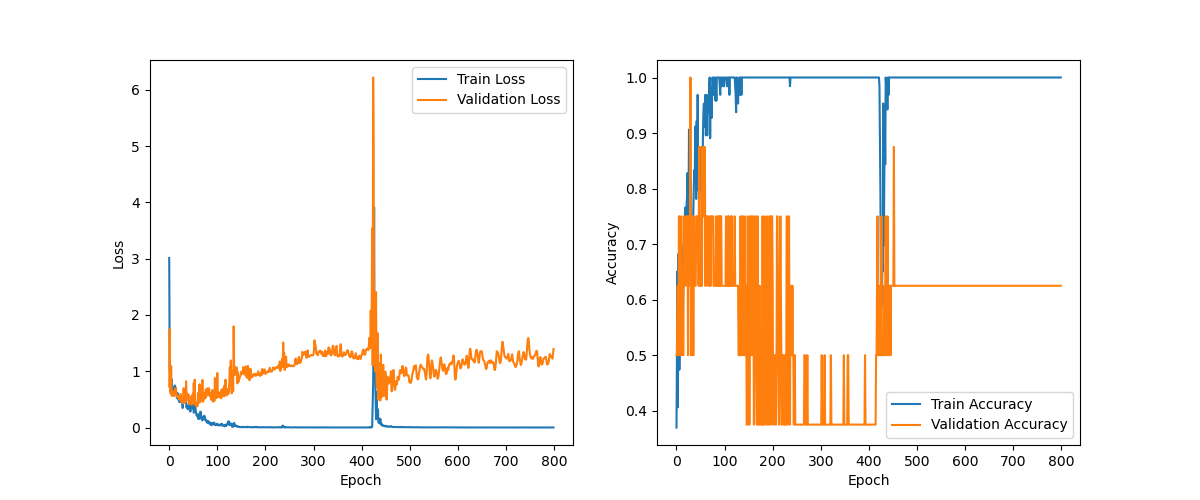 Train Loss
Validation Loss
Loss
6
5
4
3
2
1
0
0 100 200 300 400 500 600 700 800
Epoch
Accuracy
1.0
0.9
0.8
0.7
0.6
0.5
0.4
Train Accuracy
Validation Accuracy
0 100 200 300 400 500 600 700 800
Epoch